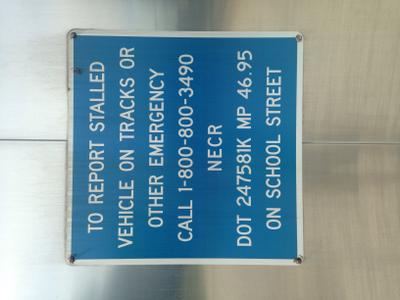 TO REPORT STALLED
VEHICLE ON TRACKS OR
OTHER EMERGENCY
CALL 1-800-800-3490
NECR
DOT 247581K MP 46.95
ON SCHOOL STREET